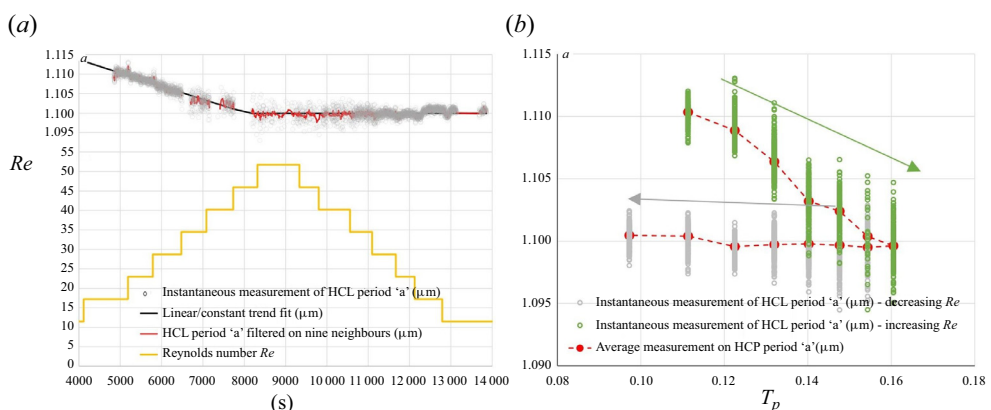 (a)
1.115
a
1.110
1.100
1.095
Re
55
50
45
40
35
30
25
20
15
10
5
0
Instantaneous measurement of HCL period ‘a’ (μm)
Linear/constant trend fit (μm)
HCL period ‘a’ filtered on nine neighbours (μm)
Reynolds number Re
4000 5000 6000 7000 8000 9000 10 000 11 000 12 000 13 000 14 000
(s)
(b)
1.115
a
1.110
1.105
1.100
1.095
1.090
Instantaneous measurement of HCL period ‘a’ (μm) - decreasing Re
Instantaneous measurement of HCL period ‘a’ (μm) - increasing Re
Average measurement on HCP period ‘a’(μm)
0.08 0.10 0.12 0.14 0.16 0.18
Tp